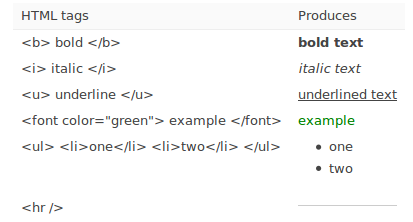 HTML tags Produces
<b> bold </b> bold text
<i> italic </i> italic text
<u> underline </u> underlined text
<font color="green"> example </font> example
<ul> <li>one</li> <li>two</li> </ul> • one
• two
<hr />